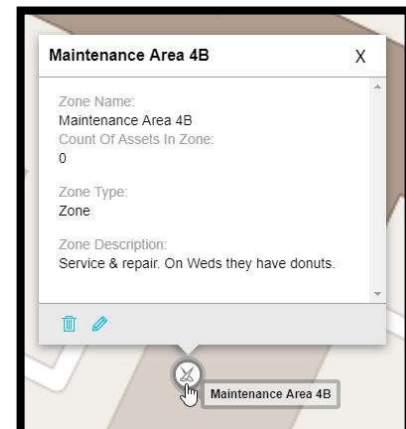 Maintenance Area 4B X
Zone Name:
Maintenance Area 4B
Count Of Assets In Zone:
0
Zone Type:
Zone
Zone Description:
Service & repair. On Weds they have donuts.
Maintenance Area 4B